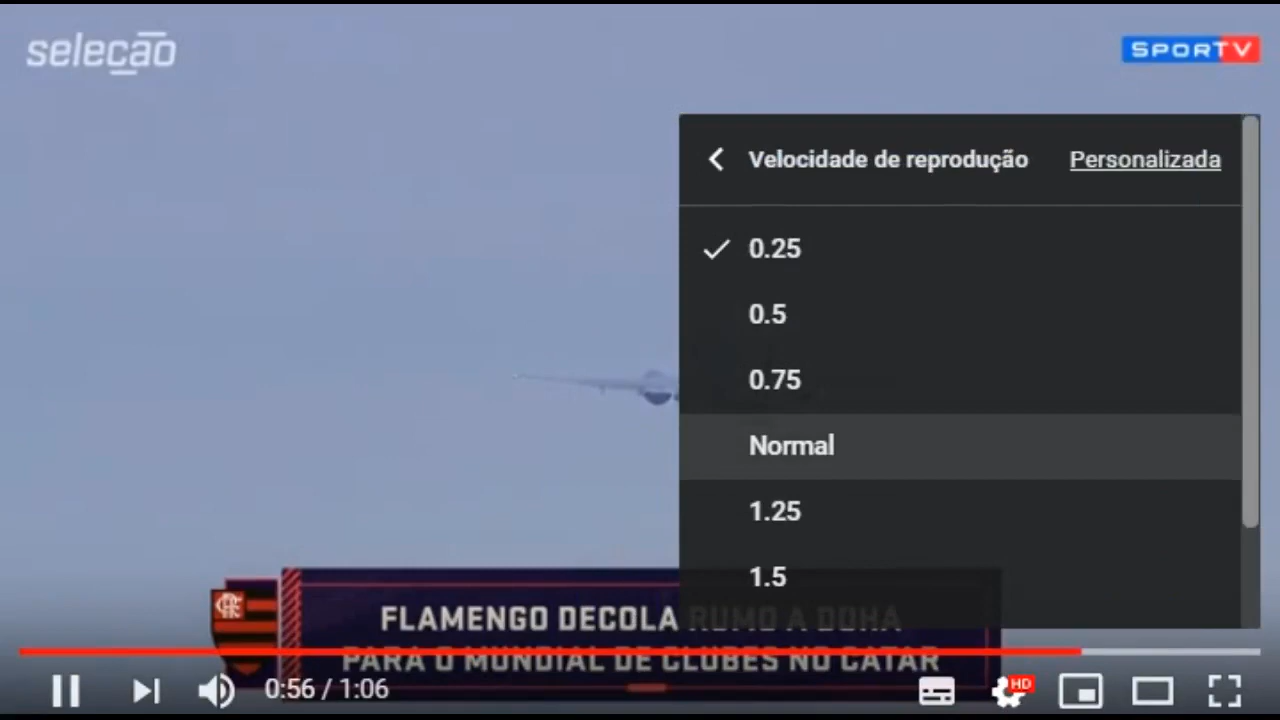 seleção
SPORTV
Velocidade de reprodução Personalizada
0.25
0.5
0.75
Normal
1.25
1.5
FLAMENGO DECOLA RUMO A DOHA
PARA O MUNDIAL DE CLUBES NO CATAR
0:56 / 1:06
HD